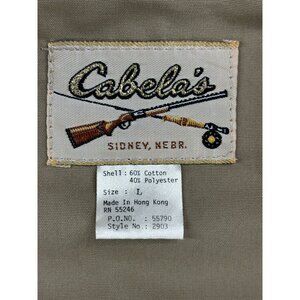 Cabela's
SIDNEY, NEBR.
Shell: 60% Cotton
40% Polyester
Size : L
Made In Hong Kong
RN 55246
P.O.NO. : 55790
Style No. : 2903